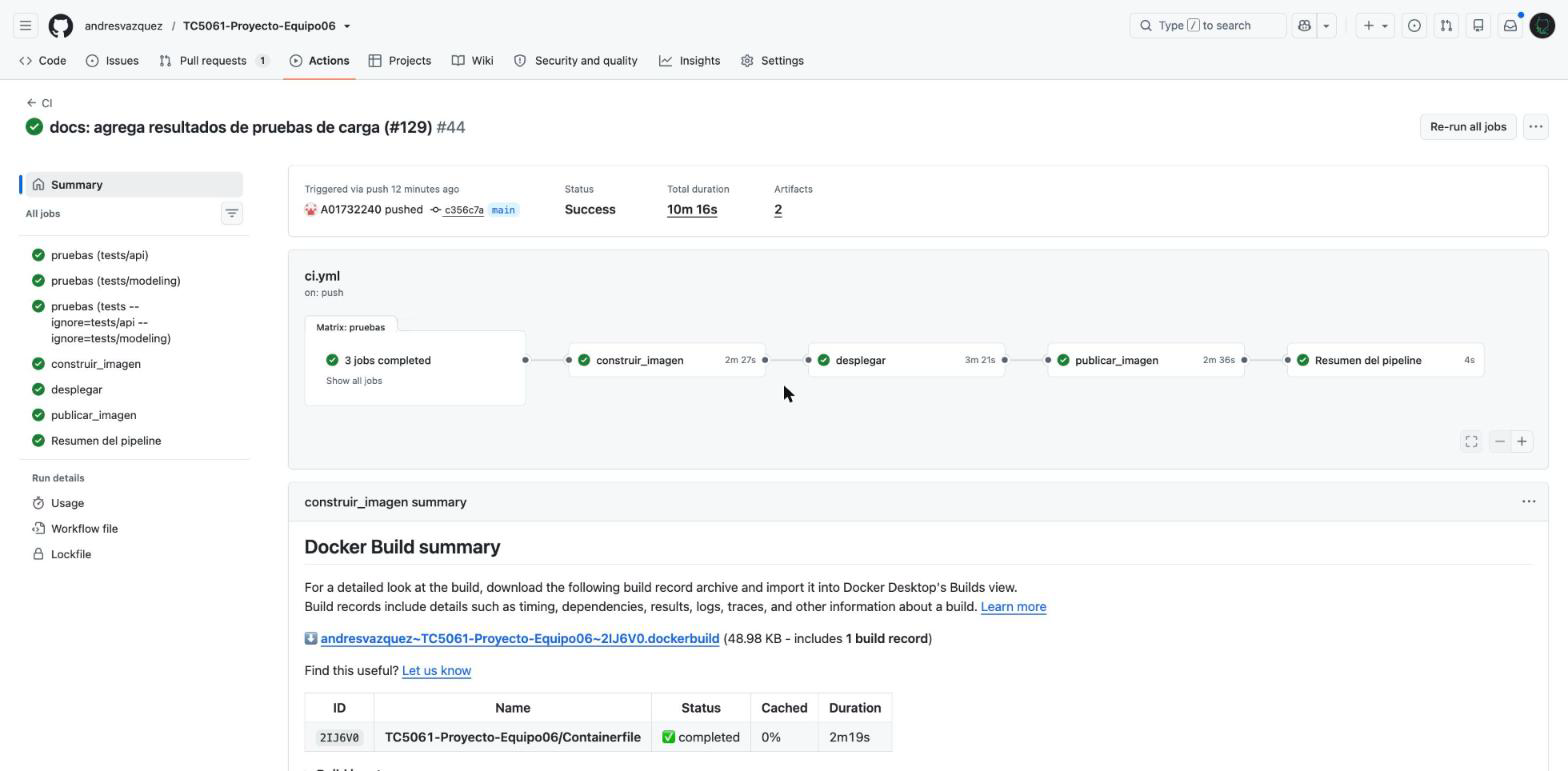 andresvazquez / TC5061-Proyecto-Equipo06
Type / to search
Code
Issues
Pull requests 1
Actions
Projects
Wiki
Security and quality
Insights
Settings
CI
docs: agrega resultados de pruebas de carga (#129) #44
Re-run all jobs
Summary
All jobs
pruebas (tests/api)
pruebas (tests/modeling)
pruebas (tests --
ignore=tests/api --
ignore=tests/modeling)
construir_imagen
desplegar
publicar_imagen
Resumen del pipeline
Run details
Usage
Workflow file
Lockfile
Triggered via push 12 minutes ago
A01732240 pushed c356c7a main
Status
Success
Total duration
10m 16s
Artifacts
2
ci.yml
on: push
Matrix: pruebas
3 jobs completed
Show all jobs
construir_imagen 2m 27s
desplegar 3m 21s
publicar_imagen 2m 36s
Resumen del pipeline 4s
construir_imagen summary
Docker Build summary
For a detailed look at the build, download the following build record archive and import it into Docker Desktop's Builds view.
Build records include details such as timing, dependencies, results, logs, traces, and other information about a build. Learn more
andresvazquez~TC5061-Proyecto-Equipo06~2IJ6V0.dockerbuild (48.98 KB - includes 1 build record)
Find this useful? Let us know
ID Name Status Cached Duration
2IJ6V0 TC5061-Proyecto-Equipo06/Containerfile completed 0% 2m19s